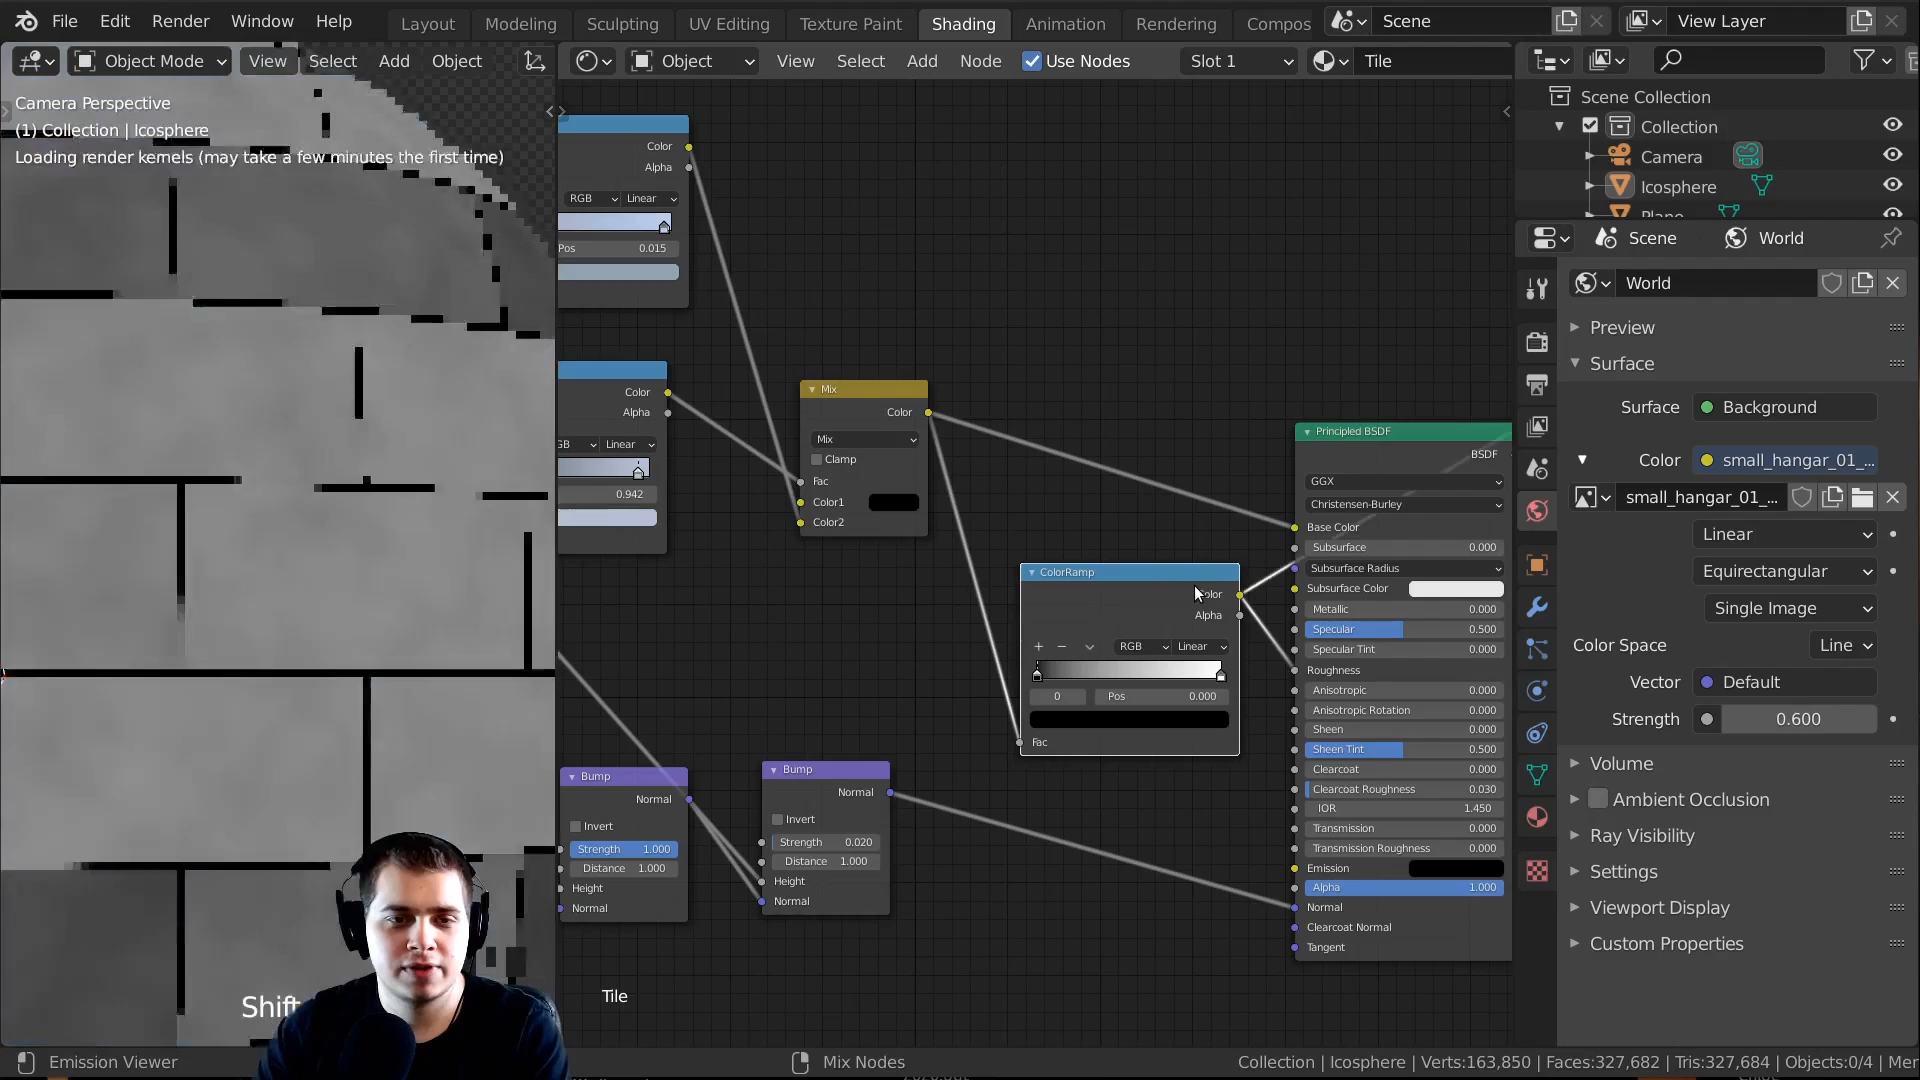 File Edit Render Window Help Layout Modeling Sculpting UV Editing Texture Paint Shading Animation Rendering Compos Scene View Layer
Object Mode View Select Add Object Object View Select Add Node Use Nodes Slot 1 Tile
Camera Perspective
(1) Collection | Icosphere
Loading render kernels (may take a few minutes the first time)
Color
Alpha
RGB Linear
Pos 0.015
Color
Alpha
GB Linear
0.942
Mix
Color
Mix
Clamp
Fac
Color1
Color2
ColorRamp
Alpha
RGB Linear
0 Pos 0.000
Fac
Bump
Normal
Invert
Strength 1.000
Distance 1.000
Height
Normal
Bump
Normal
Invert
Strength 0.020
Distance 1.000
Height
Normal
Principled BSDF
BSDF
GGX
Christensen-Burley
Base Color
Subsurface 0.000
Subsurface Radius
Subsurface Color
Metallic 0.000
Specular 0.500
Specular Tint 0.000
Roughness
Anisotropic 0.000
Anisotropic Rotation 0.000
Sheen 0.000
Sheen Tint 0.500
Clearcoat 0.000
Clearcoat Roughness 0.030
IOR 1.450
Transmission 0.000
Transmission Roughness 0.000
Emission
Alpha 1.000
Normal
Clearcoat Normal
Tangent
Tile
Shift
Scene Collection
Collection
Camera
Icosphere
Plane
Scene World
World
Preview
Surface
Surface Background
Color small_hangar_01_...
small_hangar_01_...
Linear
Equirectangular
Single Image
Color Space Line
Vector Default
Strength 0.600
Volume
Ambient Occlusion
Ray Visibility
Settings
Viewport Display
Custom Properties
Emission Viewer Mix Nodes Collection | Icosphere | Verts:163,850 | Faces:327,682 | Tris:327,684 | Objects:0/4 | Mer